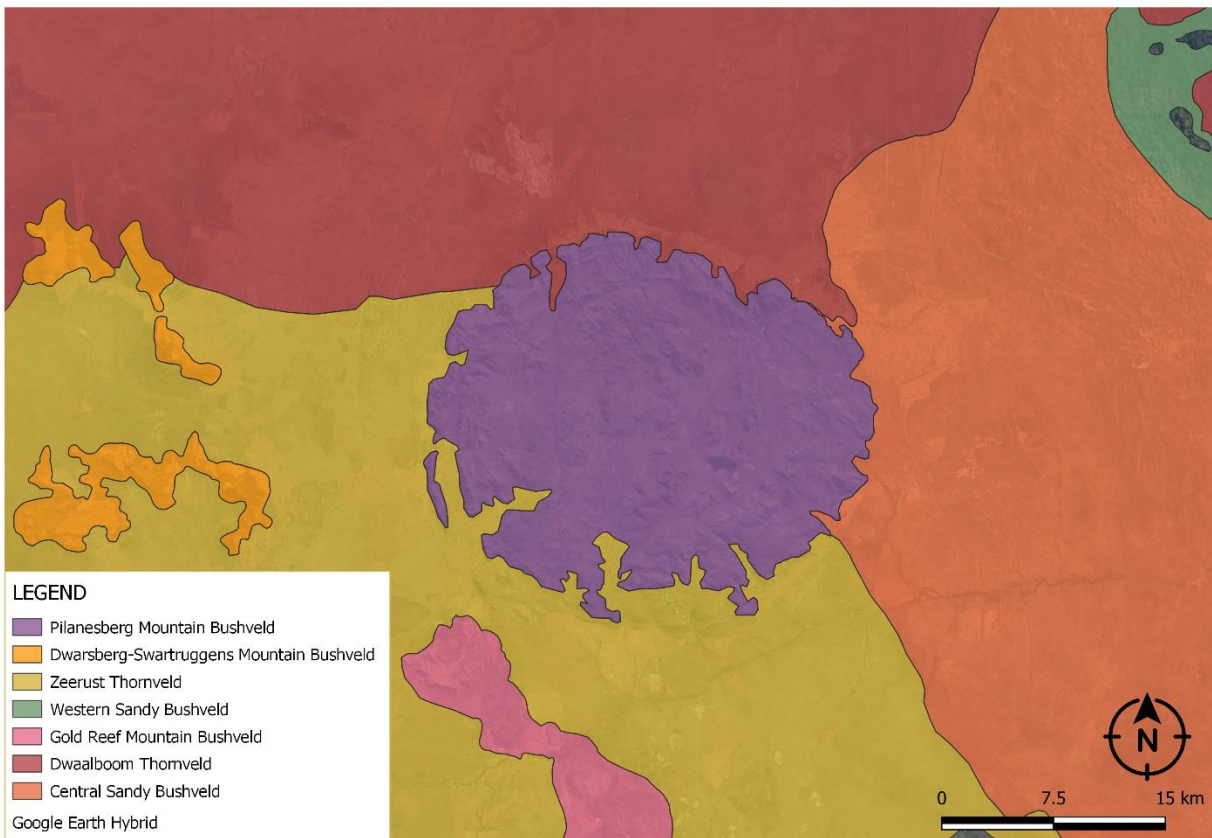 LEGEND
Pilanesberg Mountain Bushveld
Dwarsberg-Swartruggens Mountain Bushveld
Zeerust Thornveld
Western Sandy Bushveld
Gold Reef Mountain Bushveld
Dwaalboom Thornveld
Central Sandy Bushveld
Google Earth Hybrid
N
0 7.5 15 km